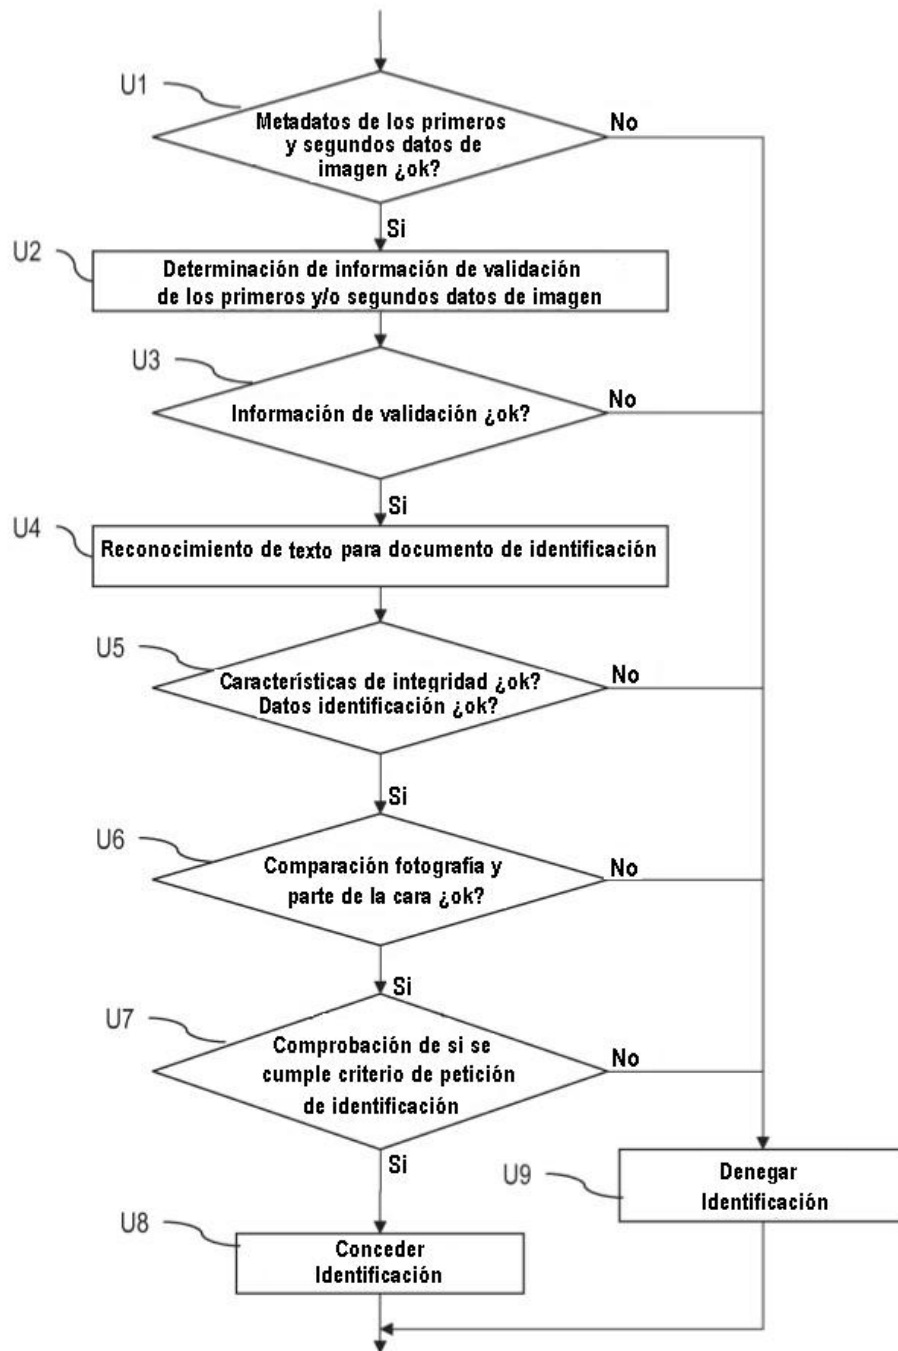 U1
Metadatos de los primeros
y segundos datos de
imagen ¿ok?
No
Si
U2
Determinación de información de validación
de los primeros y/o segundos datos de imagen
U3
Información de validación ¿ok?
No
Si
U4
Reconocimiento de texto para documento de identificación
U5
Características de integridad ¿ok?
Datos identificación ¿ok?
No
Si
U6
Comparación fotografía y
parte de la cara ¿ok?
No
Si
U7
Comprobación de si se
cumple criterio de petición
de identificación
No
Si
U9
Denegar
Identificación
U8
Conceder
Identificación